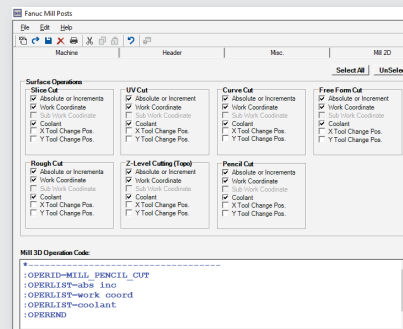 Fanuc Mill Posts
File Edit Help
Machine Header Misc. Mill 2D
Select All UnSelec
Surface Operations
Slice Cut UV Cut Curve Cut Free Form Cut
Absolute or Incrementa Absolute or Increment Absolute or Incrementa Absolute or Increment
Work Coordinate Work Coordinate Work Coordinate Work Coordinate
Sub Work Coordinate Sub Work Coordinate Sub Work Coordinate Sub Work Coordinate
Coolant Coolant Coolant Coolant
X Tool Change Pos. X Tool Change Pos. X Tool Change Pos. X Tool Change Pos.
Y Tool Change Pos. Y Tool Change Pos. Y Tool Change Pos. Y Tool Change Pos.
Rough Cut Z-Level Cutting (Topo) Pencil Cut
Absolute or Incrementa Absolute or Increment Absolute or Incrementa
Work Coordinate Work Coordinate Work Coordinate
Sub Work Coordinate Sub Work Coordinate Sub Work Coordinate
Coolant Coolant Coolant
X Tool Change Pos. X Tool Change Pos. X Tool Change Pos.
Y Tool Change Pos. Y Tool Change Pos. Y Tool Change Pos.
Mill 3D Operation Code:
*-----------------------------------
:OPERID=MILL_PENCIL_CUT
:OPERLIST=abs inc
:OPERLIST=work coord
:OPERLIST=coolant
:OPEREND